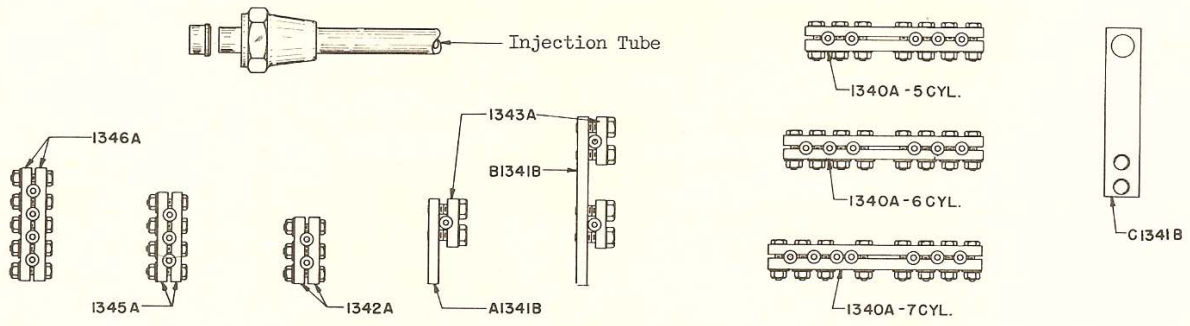 Injection Tube
1340A - 5 CYL.
1346A
1343A
B1341B
1340A - 6 CYL.
C1341B
1345A
1342A
A1341B
1340A - 7 CYL.